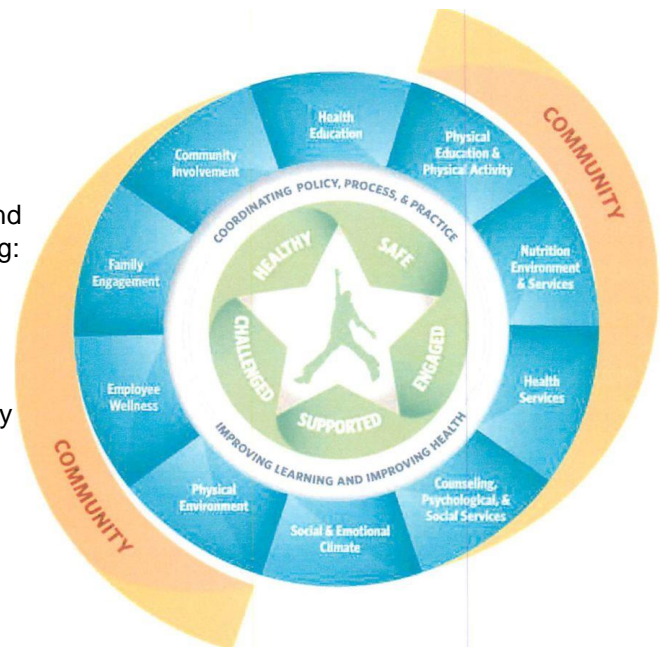 nd
g:
y
COMMUNITY
Health
Education
Physical
Education &
Physical Activity
Nutrition
Environment
& Services
Health
Services
Counseling,
Psychological, &
Social Services
Social & Emotional
Climate
Physical
Environment
Employee
Wellness
Family
Engagement
Community
Involvement
COORDINATING POLICY, PROCESS, & PRACTICE
IMPROVING LEARNING AND IMPROVING HEALTH
HEALTHY
SAFE
ENGAGED
SUPPORTED
CHALLENGED
COMMUNITY